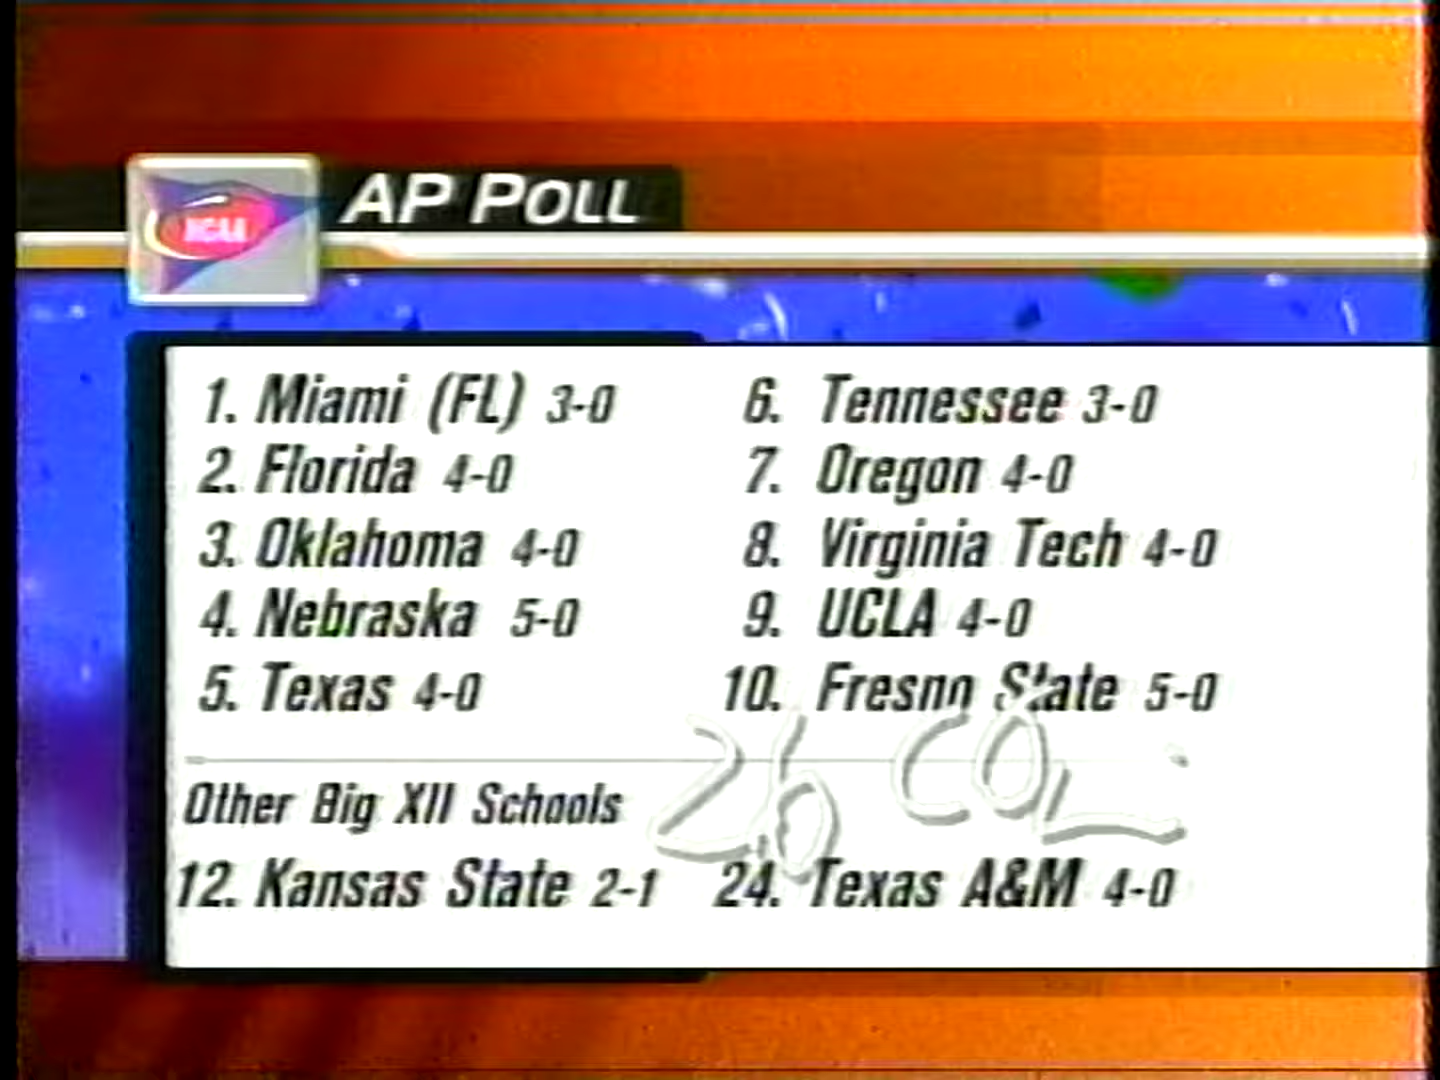 NCAA
AP POLL
1. Miami (FL) 3-0
2. Florida 4-0
3. Oklahoma 4-0
4. Nebraska 5-0
5. Texas 4-0
6. Tennessee 3-0
7. Oregon 4-0
8. Virginia Tech 4-0
9. UCLA 4-0
10. Fresno State 5-0
26 COL
Other Big XII Schools
12. Kansas State 2-1
24. Texas A&M 4-0